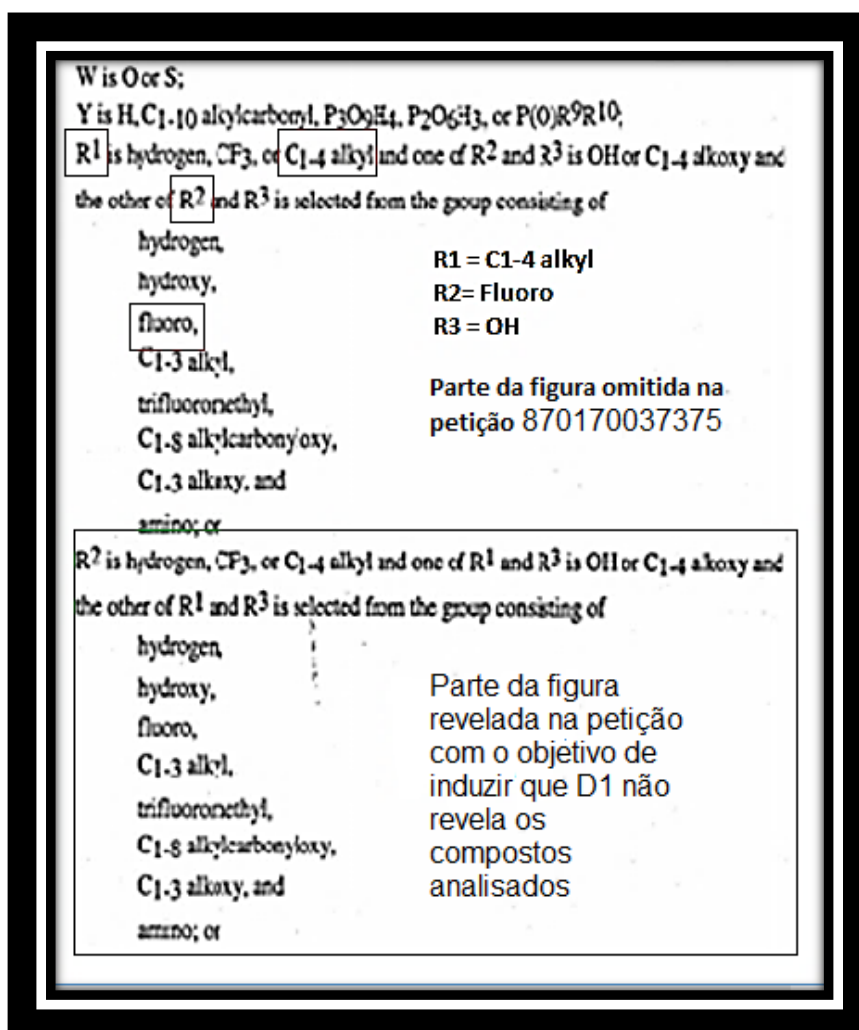 W is O or S;
Y is H, C1-10 alkylcarbonyl, P3O9H4, P2O6H3, or P(O)R9R10;
R1 is hydrogen, CF3, or C1-4 alkyl and one of R2 and R3 is OH or C1-4 alkoxy and
the other of R2 and R3 is selected from the group consisting of
hydrogen,
hydroxy,
fluoro,
C1-3 alkyl,
trifluoromethyl,
C1-8 alkylcarbonyloxy,
C1-3 alkoxy, and
amino; or
R1 = C1-4 alkyl
R2= Fluoro
R3 = OH
Parte da figura omitida na
petição 870170037375
R2 is hydrogen, CF3, or C1-4 alkyl and one of R1 and R3 is OH or C1-4 alkoxy and
the other of R1 and R3 is selected from the group consisting of
hydrogen,
hydroxy,
fluoro,
C1-3 alkyl,
trifluoromethyl,
C1-8 alkylcarbonyloxy,
C1-3 alkoxy, and
amino; or
Parte da figura
revelada na petição
com o objetivo de
induzir que D1 não
revela os
compostos
analisados